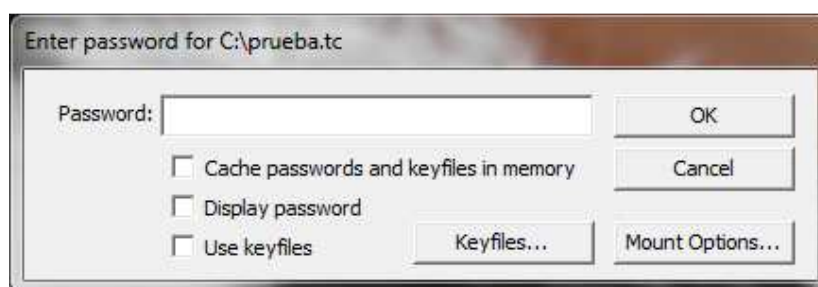 Enter password for C:\prueba.tc
Password:
OK
Cache passwords and keyfiles in memory
Cancel
Display password
Use keyfiles
Keyfiles...
Mount Options...